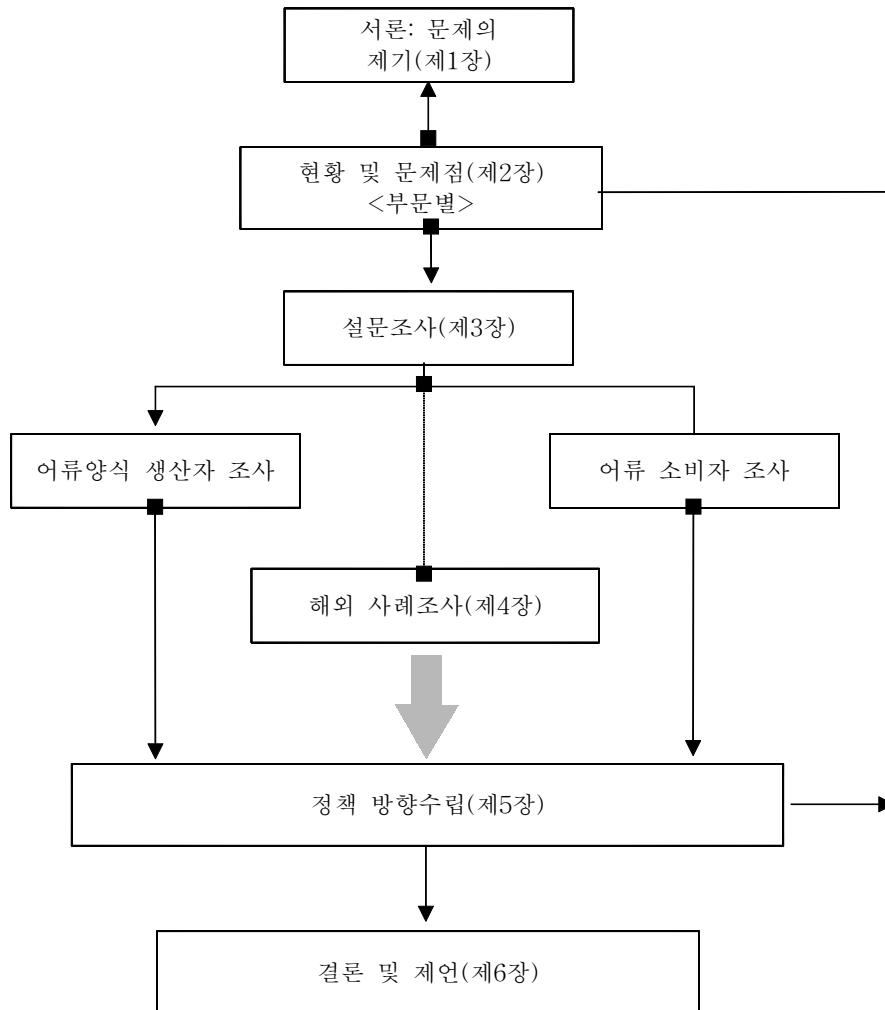 서론: 문제의
제기(제1장)
현황 및 문제점(제2장)
<부문별>
설문조사(제3장)
어류양식 생산자 조사
어류 소비자 조사
해외 사례조사(제4장)
정책 방향수립(제5장)
결론 및 제언(제6장)